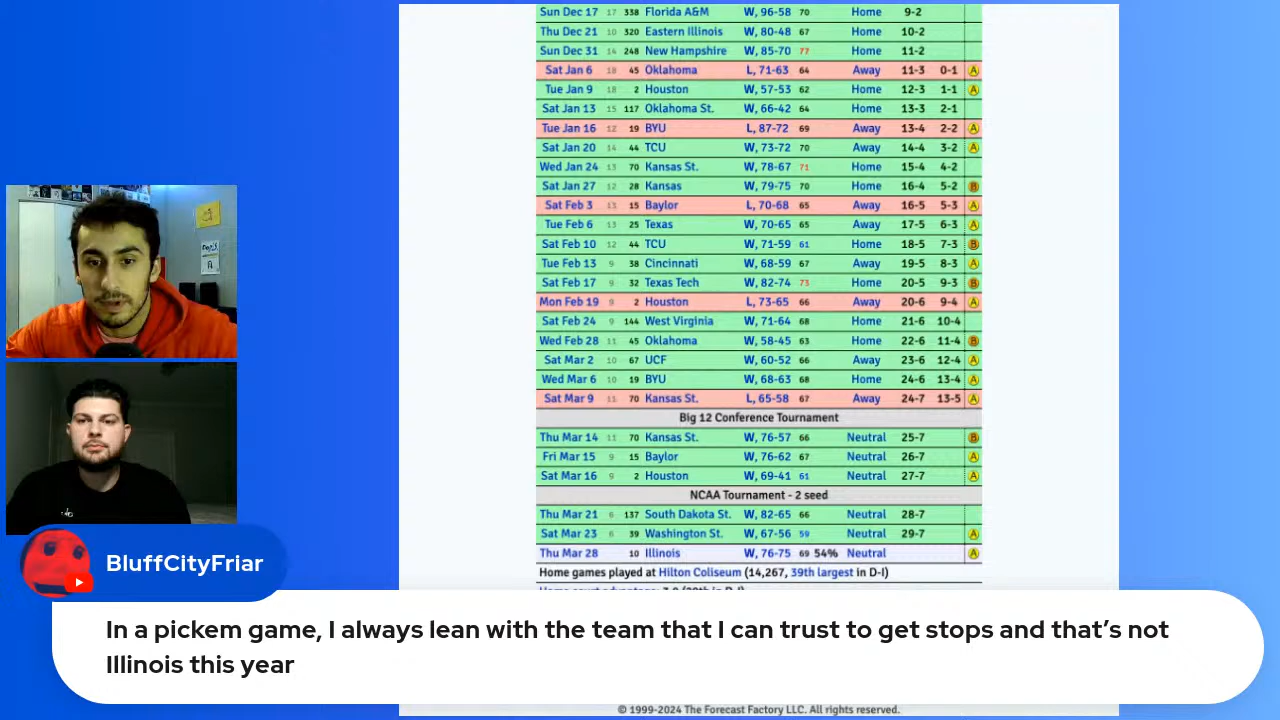 Sun Dec 17 17 338 Florida A&M W, 96-58 70 Home 9-2
Thu Dec 21 10 320 Eastern Illinois W, 80-48 67 Home 10-2
Sun Dec 31 14 248 New Hampshire W, 85-70 77 Home 11-2
Sat Jan 6 18 45 Oklahoma L, 71-63 64 Away 11-3 0-1 A
Tue Jan 9 18 2 Houston W, 57-53 62 Home 12-3 1-1 A
Sat Jan 13 15 117 Oklahoma St. W, 66-42 64 Home 13-3 2-1
Tue Jan 16 12 19 BYU L, 87-72 69 Away 13-4 2-2 A
Sat Jan 20 14 44 TCU W, 73-72 70 Away 14-4 3-2 A
Wed Jan 24 13 70 Kansas St. W, 78-67 71 Home 15-4 4-2
Sat Jan 27 12 28 Kansas W, 79-75 70 Home 16-4 5-2 B
Sat Feb 3 11 15 Baylor L, 70-68 65 Away 16-5 5-3 A
Tue Feb 6 13 25 Texas W, 70-65 65 Away 17-5 6-3 A
Sat Feb 10 12 44 TCU W, 71-59 61 Home 18-5 7-3 B
Tue Feb 13 9 38 Cincinnati W, 68-59 67 Away 19-5 8-3 A
Sat Feb 17 9 32 Texas Tech W, 82-74 73 Home 20-5 9-3 B
Mon Feb 19 9 2 Houston L, 73-65 66 Away 20-6 9-4 A
Sat Feb 24 9 144 West Virginia W, 71-64 68 Home 21-6 10-4
Wed Feb 28 11 45 Oklahoma W, 58-45 63 Home 22-6 11-4 B
Sat Mar 2 10 67 UCF W, 60-52 66 Away 23-6 12-4 A
Wed Mar 6 10 19 BYU W, 68-63 68 Home 24-6 13-4 A
Sat Mar 9 11 70 Kansas St. L, 65-58 67 Away 24-7 13-5 A
Big 12 Conference Tournament
Thu Mar 14 11 70 Kansas St. W, 76-57 66 Neutral 25-7 B
Fri Mar 15 9 15 Baylor W, 76-62 67 Neutral 26-7 A
Sat Mar 16 9 2 Houston W, 69-41 61 Neutral 27-7 A
NCAA Tournament - 2 seed
Thu Mar 21 6 137 South Dakota St. W, 82-65 66 Neutral 28-7
Sat Mar 23 6 39 Washington St. W, 67-56 59 Neutral 29-7 A
Thu Mar 28 10 Illinois W, 76-75 69 54% Neutral A
Home games played at Hilton Coliseum (14,267, 39th largest in D-I)
BluffCityFriar
In a pickem game, I always lean with the team that I can trust to get stops and that's not
Illinois this year
© 1999-2024 The Forecast Factory LLC. All rights reserved.